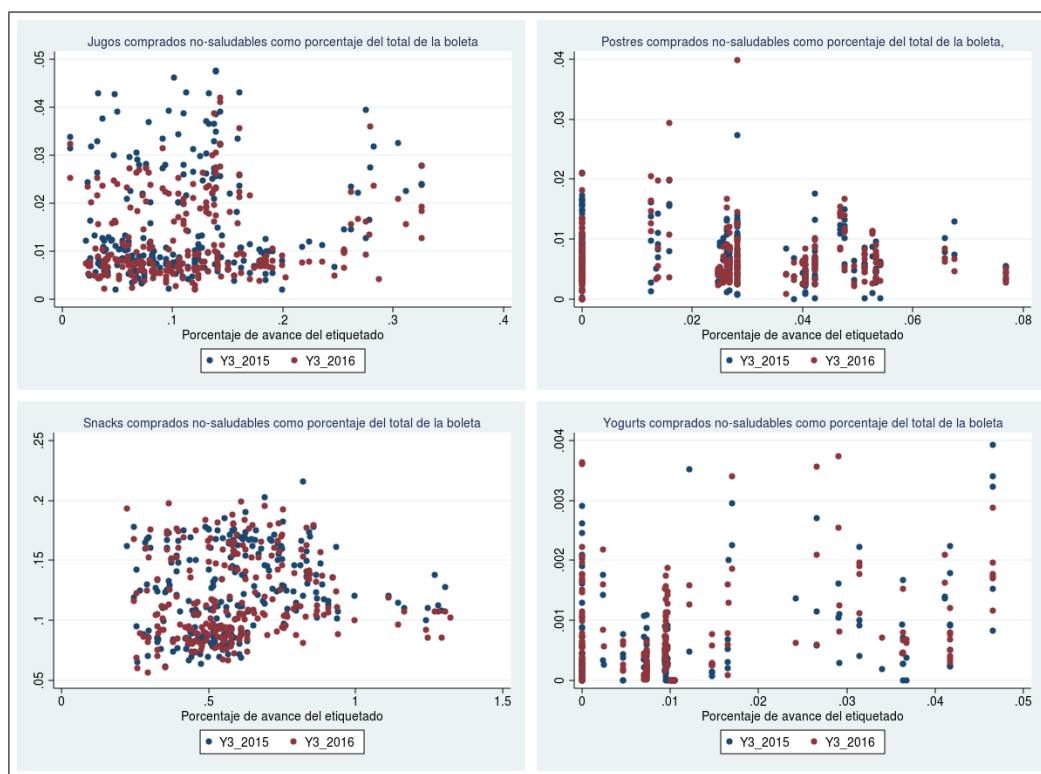 Jugos comprados no-saludables como porcentaje del total de la boleta
.05
.04
.03
.02
.01
0
0 .1 .2 .3 .4
Porcentaje de avance del etiquetado
Y3_2015 Y3_2016
Postres comprados no-saludables como porcentaje del total de la boleta,
.04
.03
.02
.01
0
0 .02 .04 .06 .08
Porcentaje de avance del etiquetado
Y3_2015 Y3_2016
Snacks comprados no-saludables como porcentaje del total de la boleta
.25
.2
.15
.1
.05
0 .5 1 1.5
Porcentaje de avance del etiquetado
Y3_2015 Y3_2016
Yogurts comprados no-saludables como porcentaje del total de la boleta
.004
.003
.002
.001
0
0 .01 .02 .03 .04 .05
Porcentaje de avance del etiquetado
Y3_2015 Y3_2016